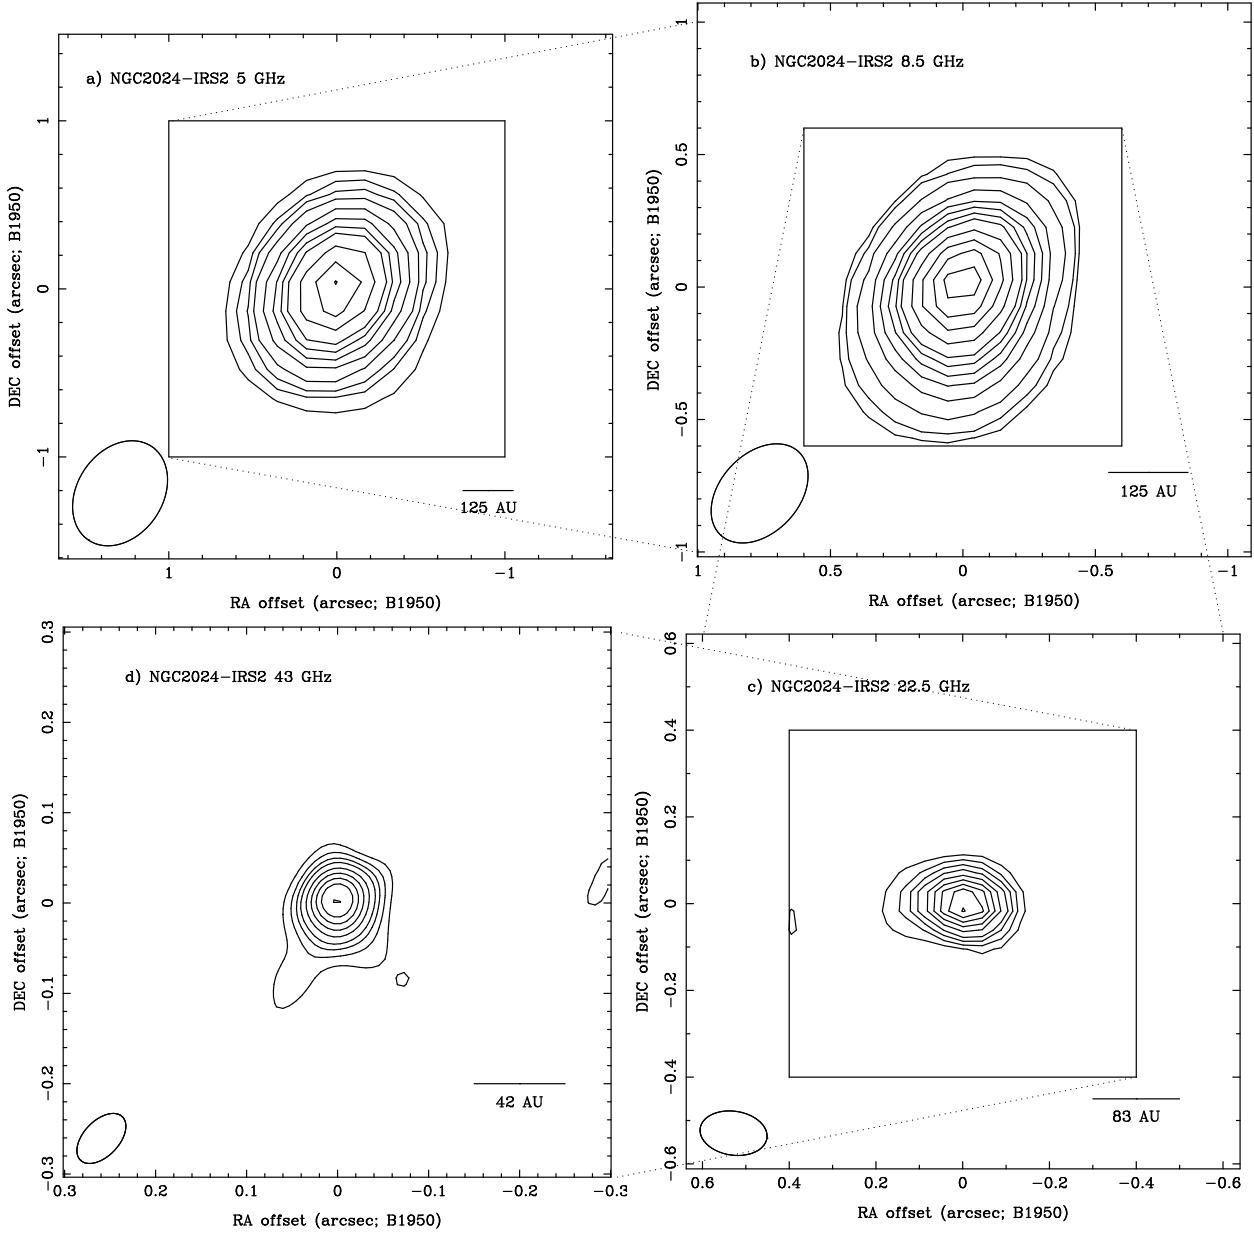 a) NGC2024−IRS2 5 GHz
DEC offset (arcsec; B1950)
1
0
−1
125 AU
1 0 −1
RA offset (arcsec; B1950)
b) NGC2024−IRS2 8.5 GHz
DEC offset (arcsec; B1950)
1
0.5
0
−0.5
−1
125 AU
1 0.5 0 −0.5 −1
RA offset (arcsec; B1950)
d) NGC2024−IRS2 43 GHz
DEC offset (arcsec; B1950)
0.3
0.2
0.1
0
−0.1
−0.2
−0.3
42 AU
0.3 0.2 0.1 0 −0.1 −0.2 −0.3
RA offset (arcsec; B1950)
c) NGC2024−IRS2 22.5 GHz
DEC offset (arcsec; B1950)
0.6
0.4
0.2
0
−0.2
−0.4
−0.6
83 AU
0.6 0.4 0.2 0 −0.2 −0.4 −0.6
RA offset (arcsec; B1950)